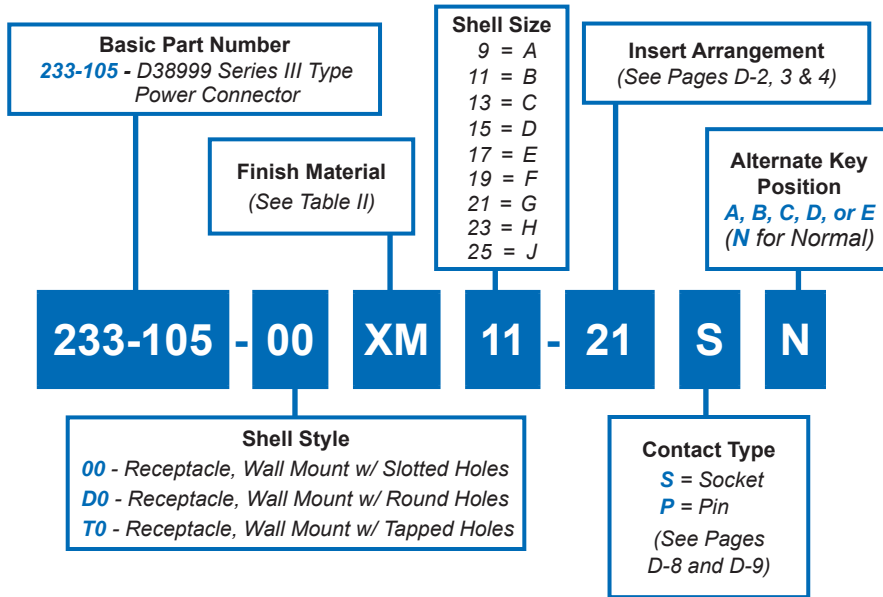 Basic Part Number
233-105 - D38999 Series III Type
Power Connector
Finish Material
(See Table II)
Shell Size
9 = A
11 = B
13 = C
15 = D
17 = E
19 = F
21 = G
23 = H
25 = J
Insert Arrangement
(See Pages D-2, 3 & 4)
Alternate Key
Position
A, B, C, D, or E
(N for Normal)
233-105 - 00 XM 11 - 21 S N
Shell Style
00 - Receptacle, Wall Mount w/ Slotted Holes
D0 - Receptacle, Wall Mount w/ Round Holes
T0 - Receptacle, Wall Mount w/ Tapped Holes
Contact Type
S = Socket
P = Pin
(See Pages
D-8 and D-9)